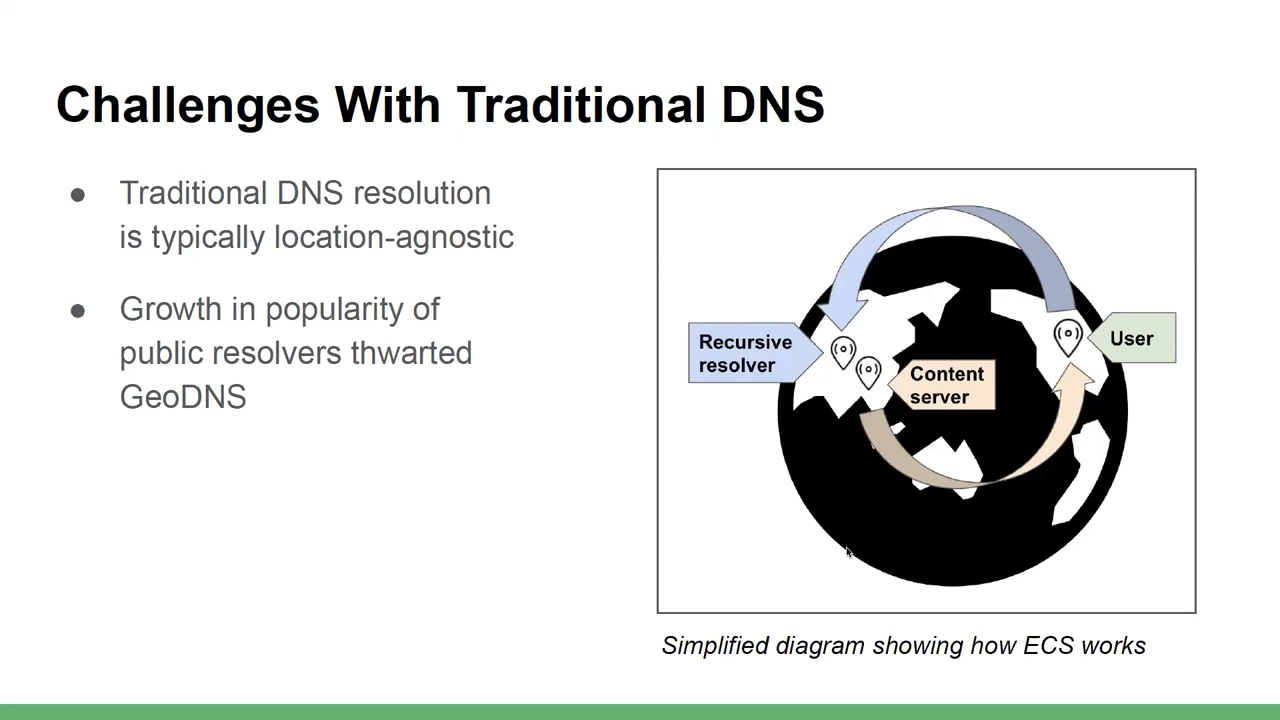 Challenges With Traditional DNS
● Traditional DNS resolution
is typically location-agnostic
● Growth in popularity of
public resolvers thwarted
GeoDNS
Recursive
resolver
Content
server
User
Simplified diagram showing how ECS works